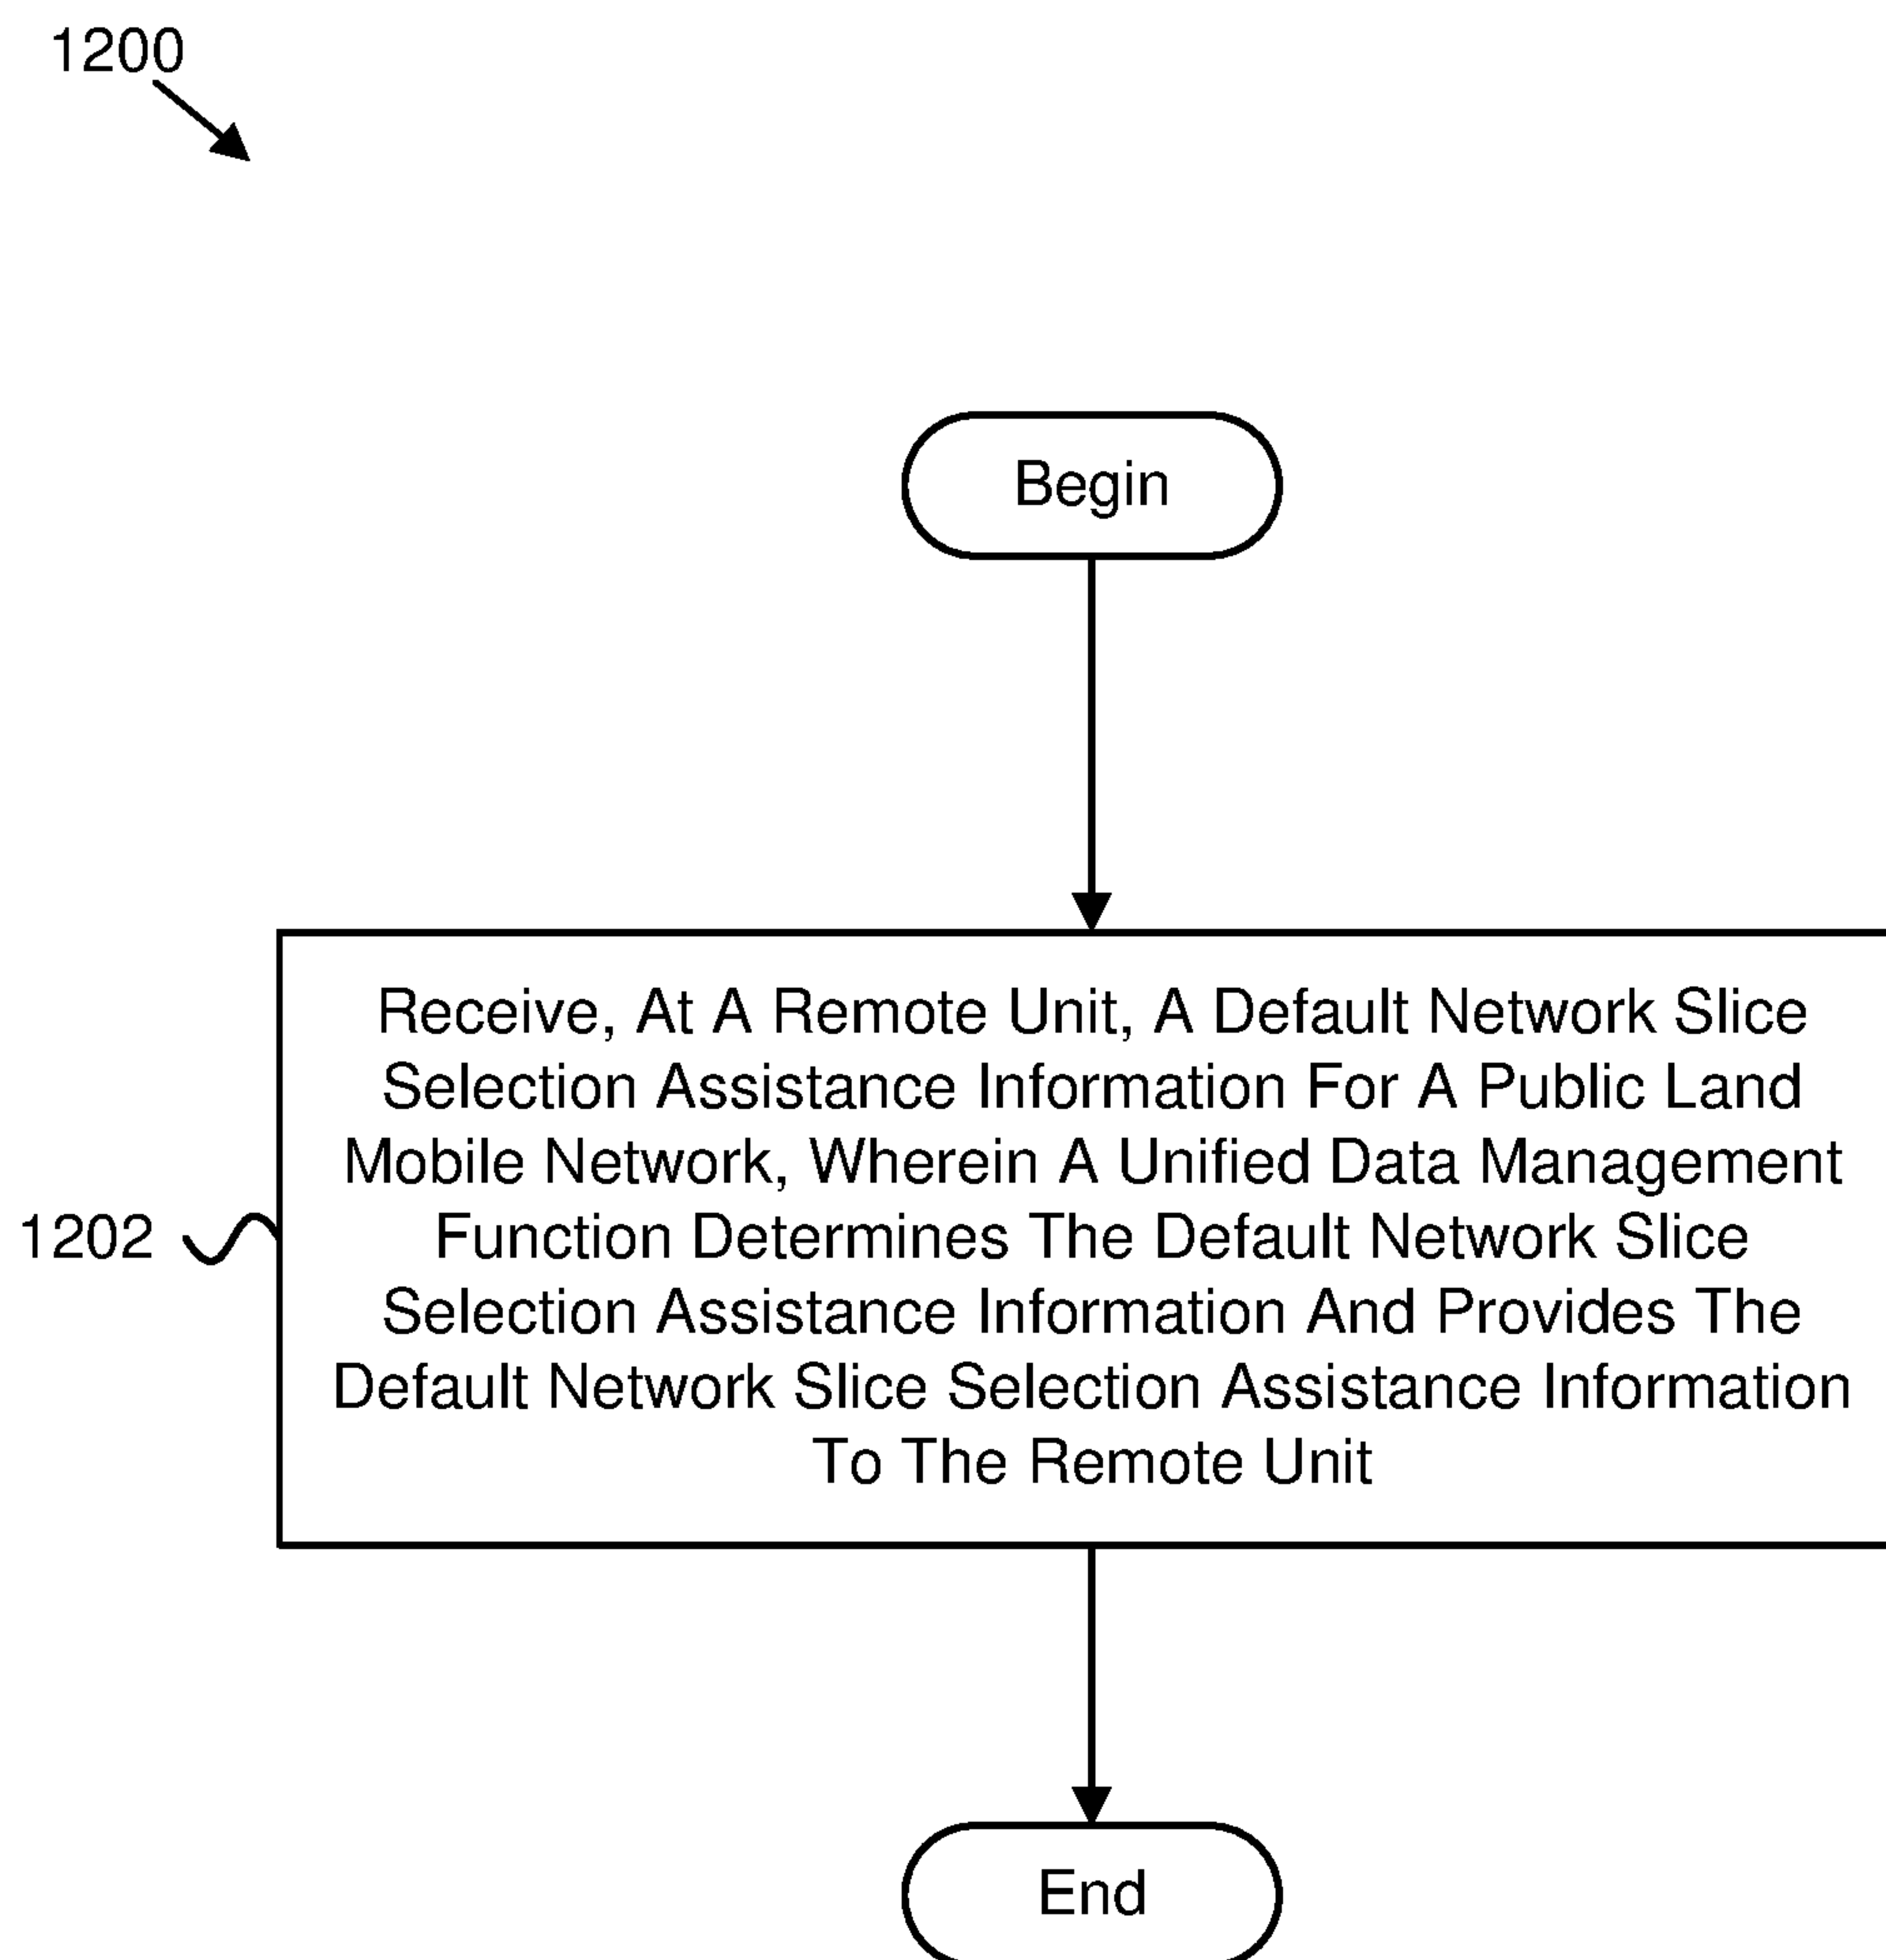 1200
Begin
Receive, At A Remote Unit, A Default Network Slice
Selection Assistance Information For A Public Land
Mobile Network, Wherein A Unified Data Management
Function Determines The Default Network Slice
Selection Assistance Information And Provides The
Default Network Slice Selection Assistance Information
To The Remote Unit
1202
End